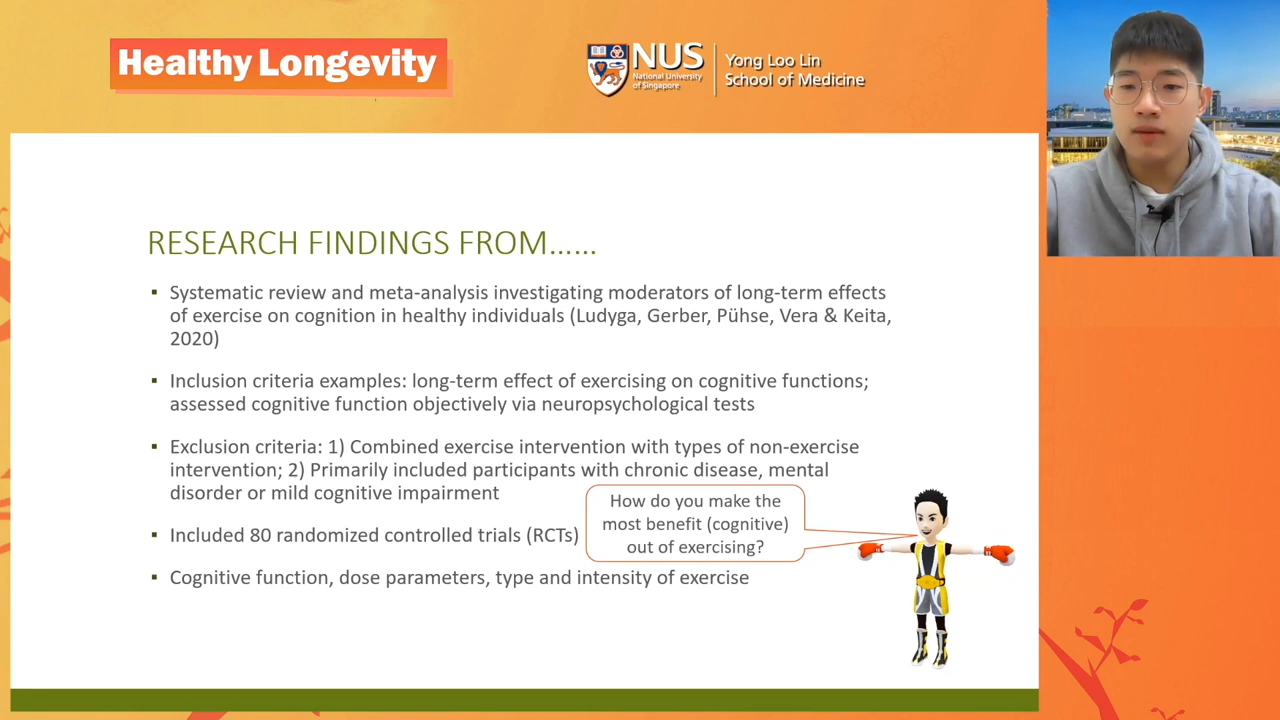 Healthy Longevity
NUS
National University
of Singapore
Yong Loo Lin
School of Medicine
RESEARCH FINDINGS FROM……
▪ Systematic review and meta-analysis investigating moderators of long-term effects
of exercise on cognition in healthy individuals (Ludyga, Gerber, Pühse, Vera & Keita,
2020)
▪ Inclusion criteria examples: long-term effect of exercising on cognitive functions;
assessed cognitive function objectively via neuropsychological tests
▪ Exclusion criteria: 1) Combined exercise intervention with types of non-exercise
intervention; 2) Primarily included participants with chronic disease, mental
disorder or mild cognitive impairment
▪ Included 80 randomized controlled trials (RCTs)
How do you make the
most benefit (cognitive)
out of exercising?
▪ Cognitive function, dose parameters, type and intensity of exercise